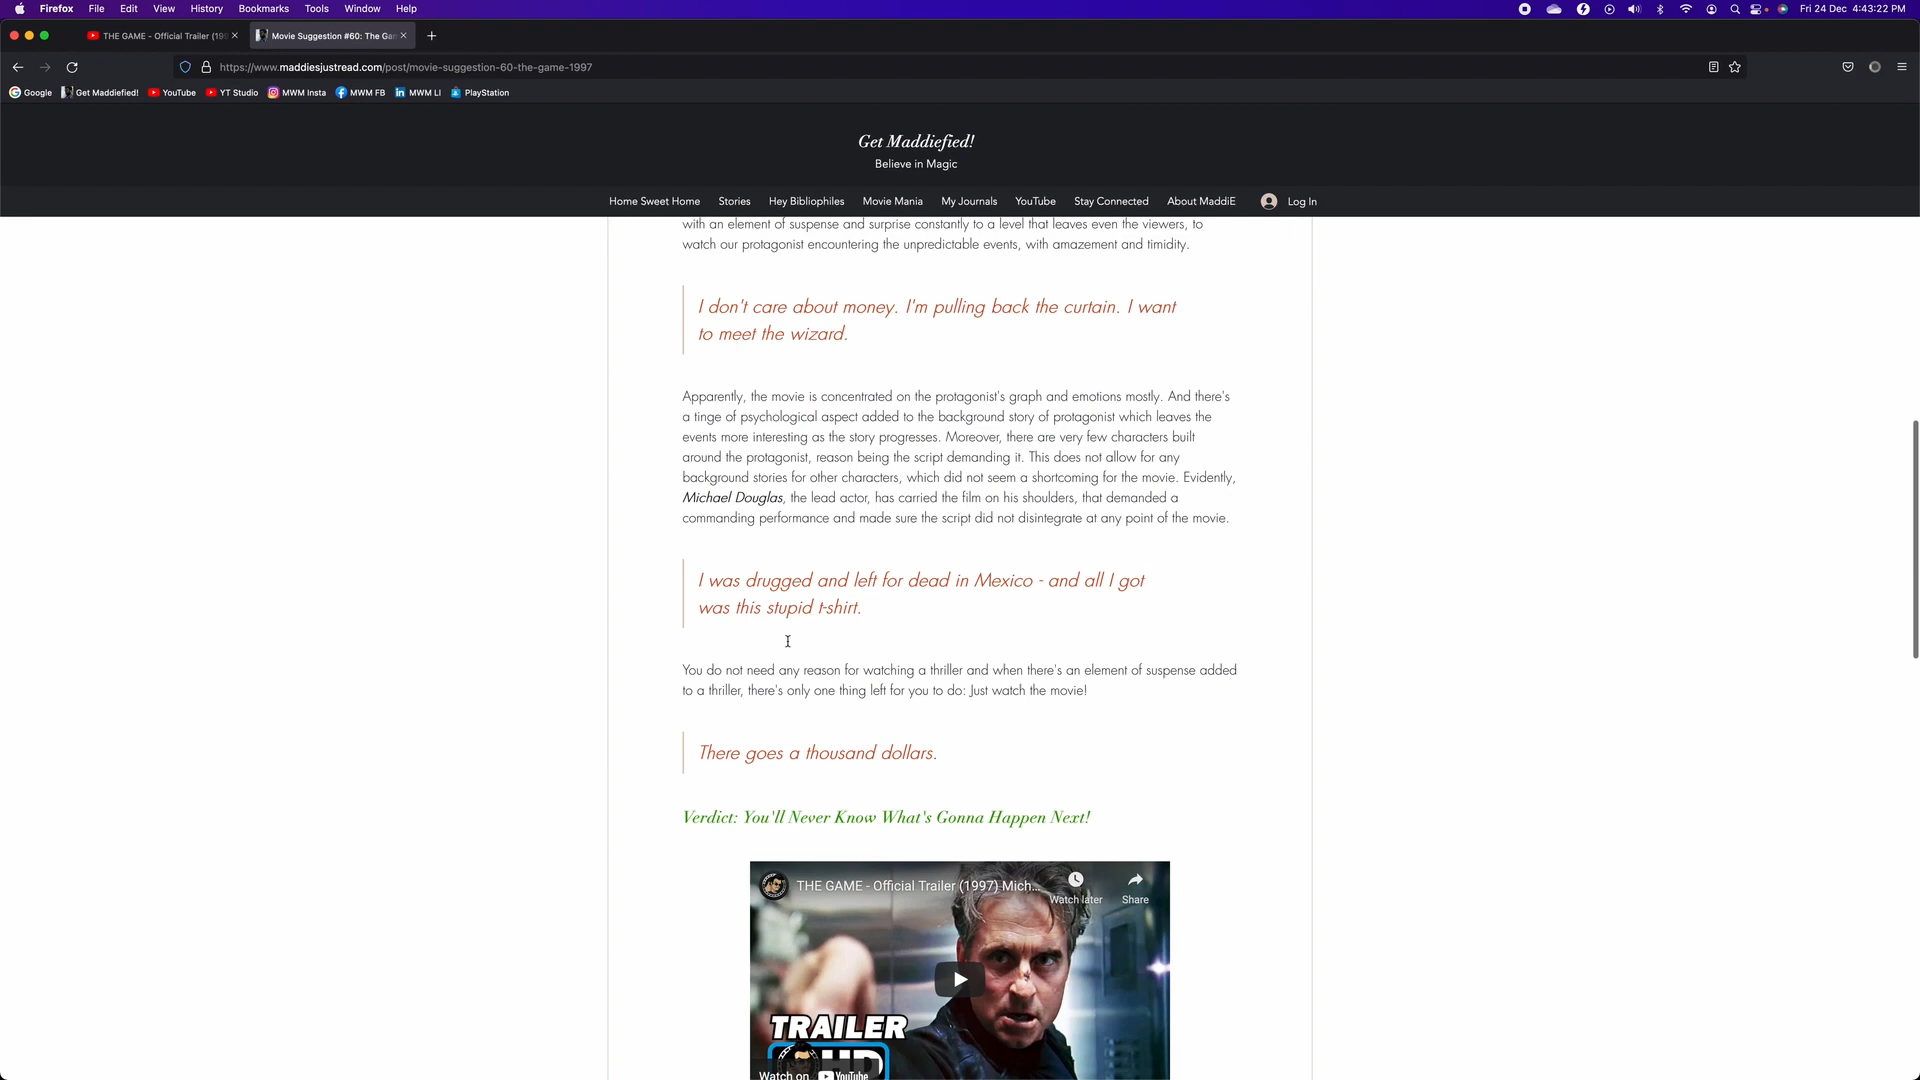 Firefox File Edit View History Bookmarks Tools Window Help Fri 24 Dec 4:43:22 PM
THE GAME - Official Trailer (199 Movie Suggestion #60: The Ga
https://www.maddiesjustread.com/post/movie-suggestion-60-the-game-1997
Google Get Maddiefied! YouTube YT Studio MWM Insta MWM FB MWM LI PlayStation
Get Maddiefied!
Believe in Magic
Home Sweet Home Stories Hey Bibliophiles Movie Mania My Journals YouTube Stay Connected About MaddiE Log In
with an element of suspense and surprise constantly to a level that leaves even the viewers, to
watch our protagonist encountering the unpredictable events, with amazement and timidity.
I don't care about money. I'm pulling back the curtain. I want
to meet the wizard.
Apparently, the movie is concentrated on the protagonist's graph and emotions mostly. And there's
a tinge of psychological aspect added to the background story of protagonist which leaves the
events more interesting as the story progresses. Moreover, there are very few characters built
around the protagonist, reason being the script demanding it. This does not allow for any
background stories for other characters, which did not seem a shortcoming for the movie. Evidently,
Michael Douglas, the lead actor, has carried the film on his shoulders, that demanded a
commanding performance and made sure the script did not disintegrate at any point of the movie.
I was drugged and left for dead in Mexico - and all I got
was this stupid t-shirt.
You do not need any reason for watching a thriller and when there's an element of suspense added
to a thriller, there's only one thing left for you to do: Just watch the movie!
There goes a thousand dollars.
Verdict: You'll Never Know What's Gonna Happen Next!
THE GAME - Official Trailer (1997) Mich...
Watch later Share
TRAILER
HD
Watch on YouTube